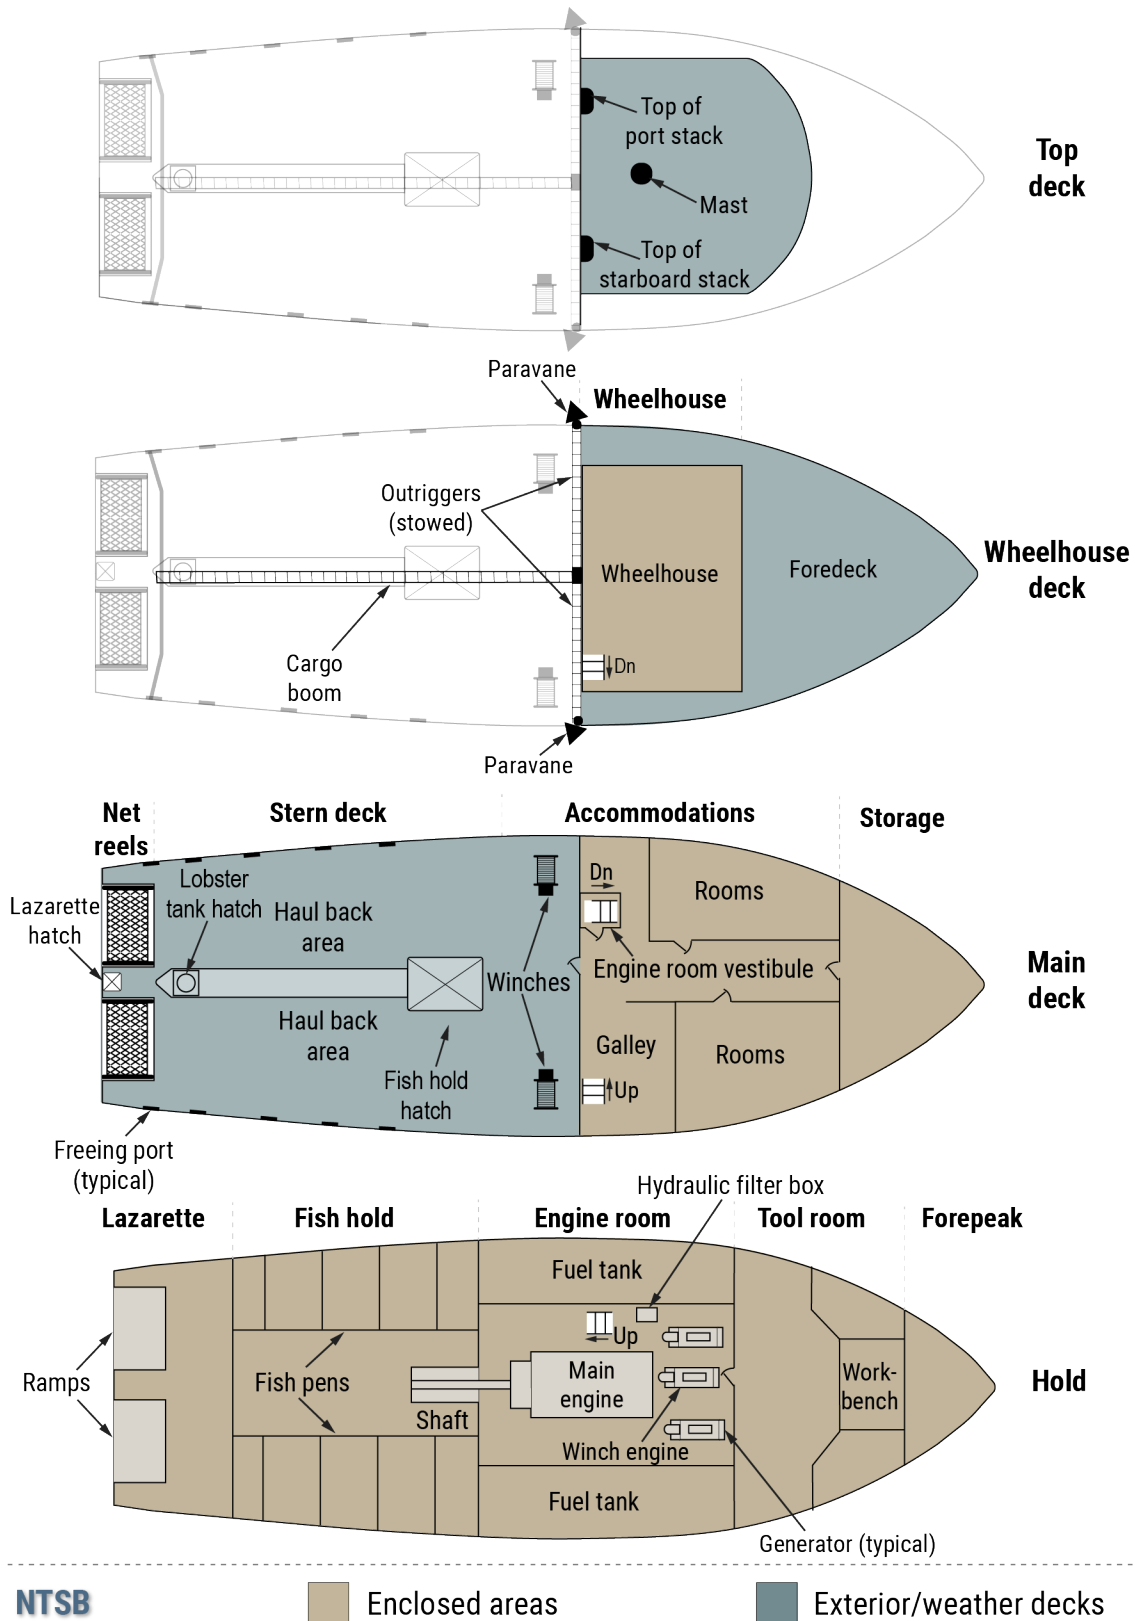 Top of
port stack
Mast
Top of
starboard stack
Top
deck
Paravane
Wheelhouse
Outriggers
(stowed)
Wheelhouse
Foredeck
Wheelhouse
deck
Dn
Cargo
boom
Paravane
Net
reels
Stern deck
Accommodations
Storage
Lobster
tank hatch
Lazarette
hatch
Haul back
area
Dn
Rooms
Engine room vestibule
Winches
Main
deck
Haul back
area
Galley
Rooms
Fish hold
hatch
Up
Freeing port
(typical)
Hydraulic filter box
Lazarette
Fish hold
Engine room
Tool room
Forepeak
Fuel tank
Up
Ramps
Fish pens
Main
engine
Work-
bench
Hold
Shaft
Winch engine
Fuel tank
Generator (typical)
NTSB
Enclosed areas
Exterior/weather decks